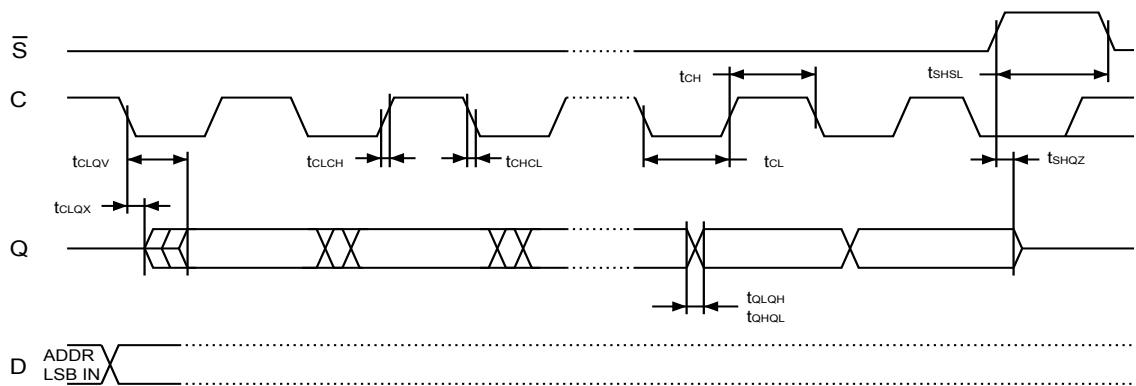 S̅
tCH
tSHSL
C
tCLQV
tCLCH
tCHCL
tCL
tSHQZ
tCLQX
Q
tQLQH
tQHQL
D
ADDR
LSB IN